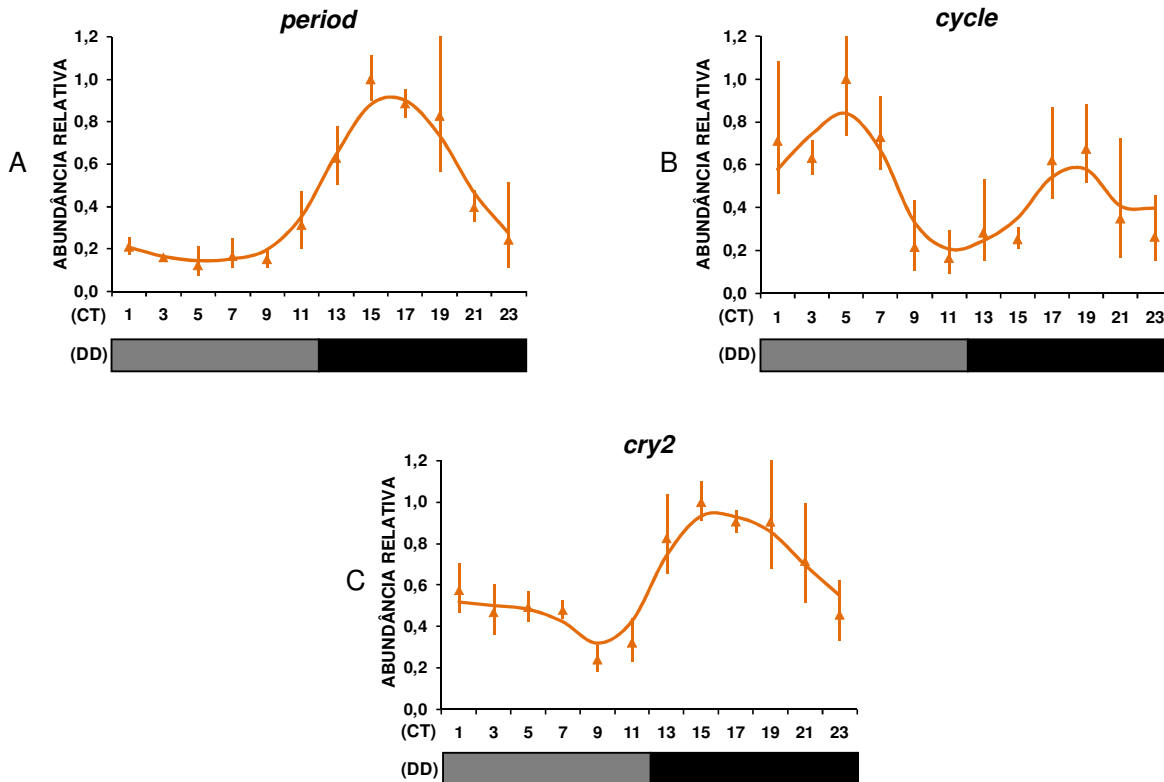 period
ABUNDÂNCIA RELATIVA
1,2
1,0
0,8
0,6
0,4
0,2
0,0
A
(CT) 1 3 5 7 9 11 13 15 17 19 21 23
(DD)
cycle
ABUNDÂNCIA RELATIVA
1,2
1,0
0,8
0,6
0,4
0,2
0,0
B
(CT) 1 3 5 7 9 11 13 15 17 19 21 23
(DD)
cry2
ABUNDÂNCIA RELATIVA
1,2
1,0
0,8
0,6
0,4
0,2
0,0
C
(CT) 1 3 5 7 9 11 13 15 17 19 21 23
(DD)